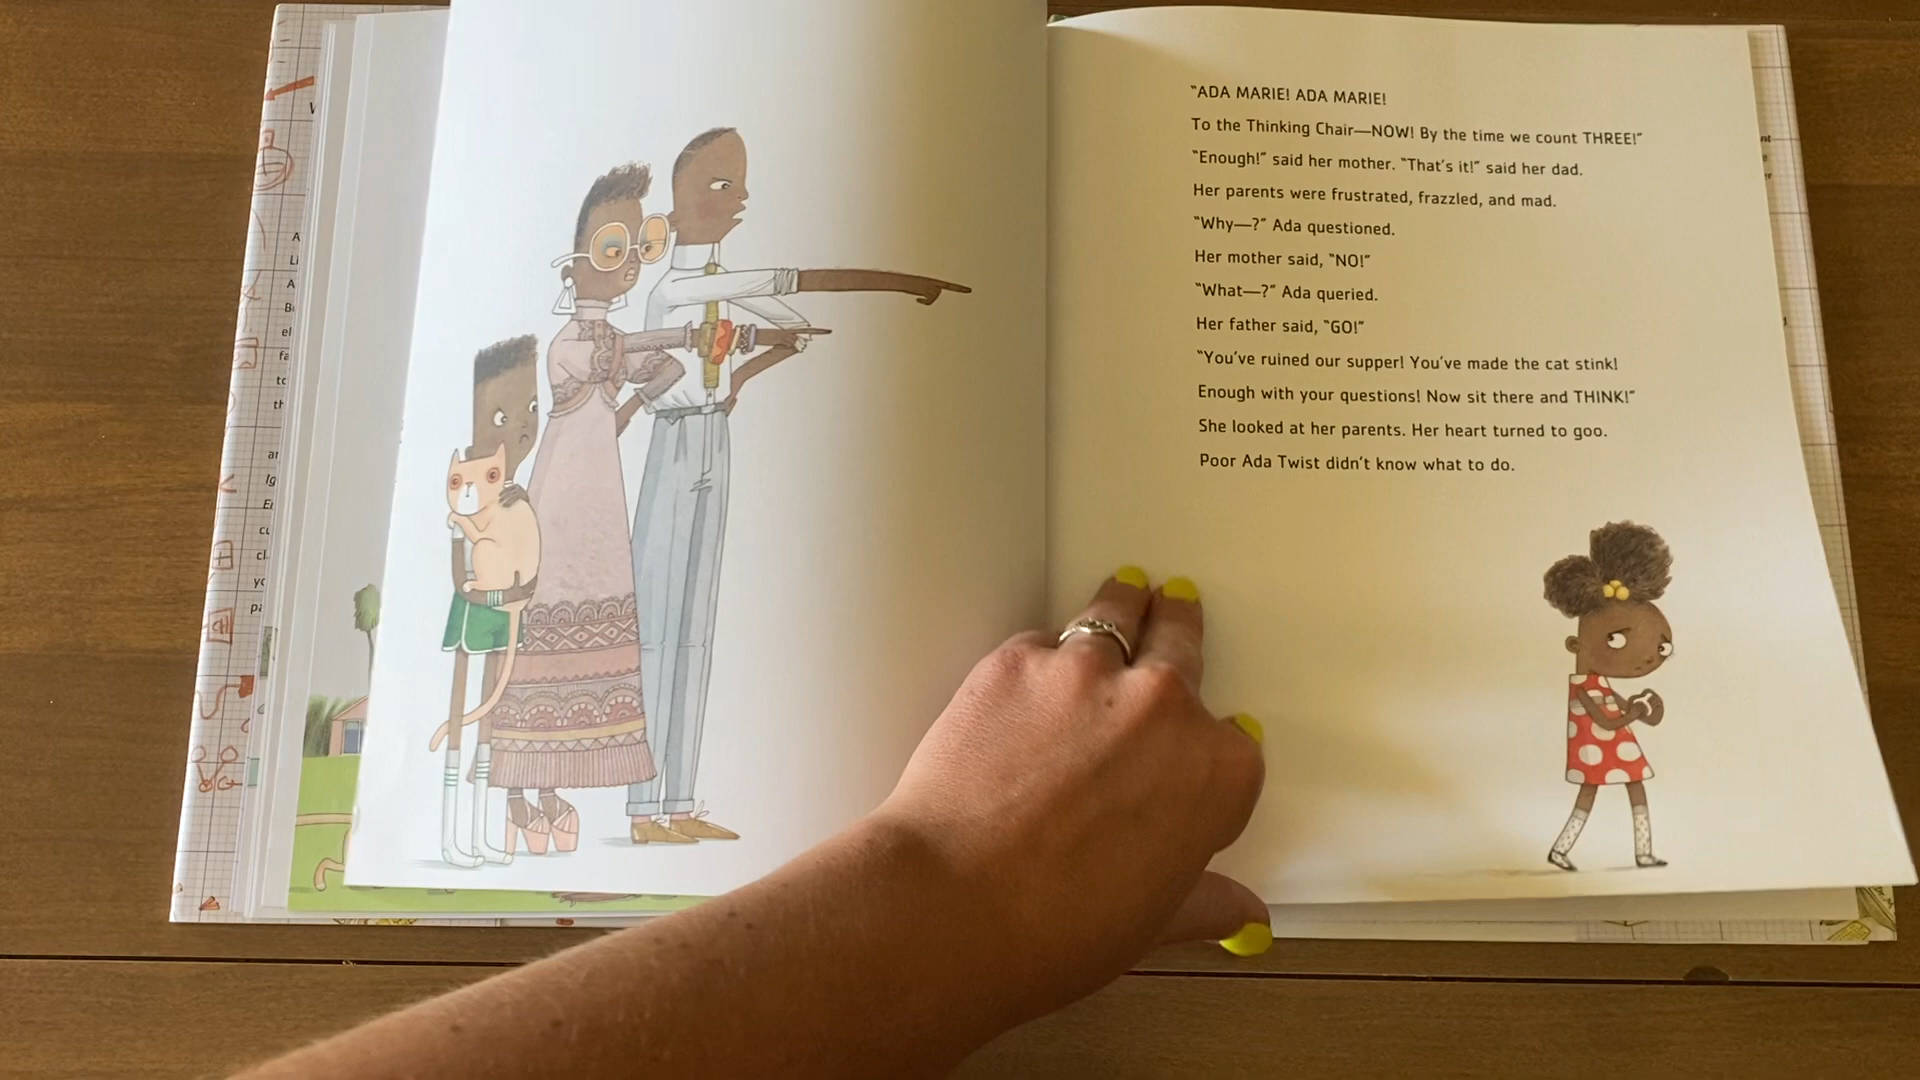 "ADA MARIE! ADA MARIE!
To the Thinking Chair—NOW! By the time we count THREE!"
"Enough!" said her mother. "That's it!" said her dad.
Her parents were frustrated, frazzled, and mad.
"Why—?" Ada questioned.
Her mother said, "NO!"
"What—?" Ada queried.
Her father said, "GO!"
"You've ruined our supper! You've made the cat stink!
Enough with your questions! Now sit there and THINK!"
She looked at her parents. Her heart turned to goo.
Poor Ada Twist didn't know what to do.